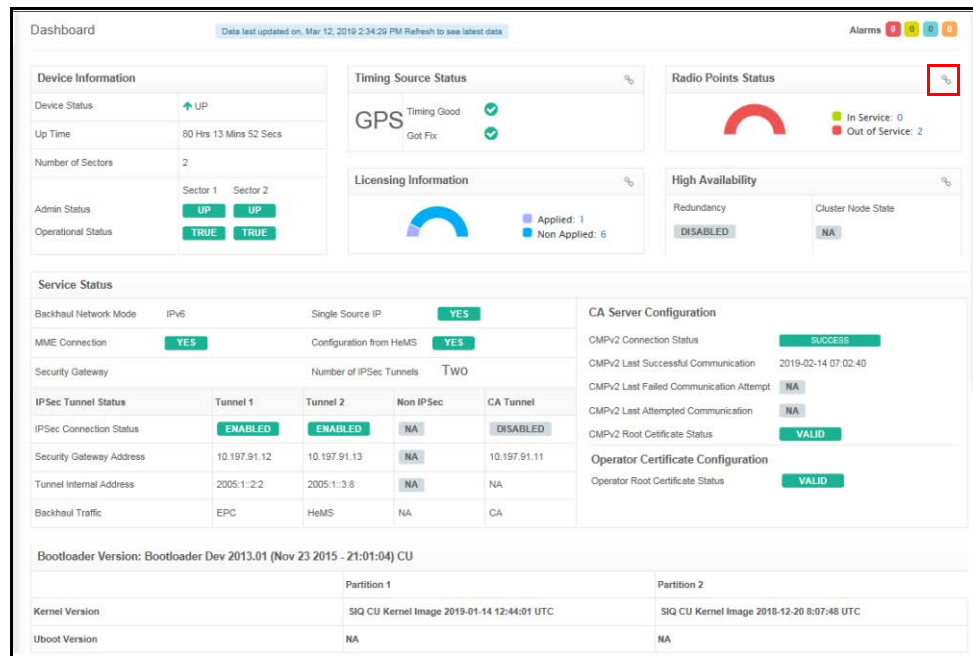 Dashboard
Data last updated on, Mar 12, 2019 2:34:29 PM Refresh to see latest data
Alarms 0 0 0 0
Device Information
Device Status UP
Up Time 80 Hrs 13 Mins 52 Secs
Number of Sectors 2
Sector 1 Sector 2
Admin Status UP UP
Operational Status TRUE TRUE
Timing Source Status
GPS
Timing Good
Got Fix
Radio Points Status
In Service: 0
Out of Service: 2
Licensing Information
Applied: 1
Non Applied: 6
High Availability
Redundancy Cluster Node State
DISABLED NA
Service Status
Backhaul Network Mode IPv6 Single Source IP YES
MME Connection YES Configuration from HeMS YES
Security Gateway Number of IPSec Tunnels Two
IPSec Tunnel Status Tunnel 1 Tunnel 2 Non IPSec CA Tunnel
IPSec Connection Status ENABLED ENABLED NA DISABLED
Security Gateway Address 10.197.91.12 10.197.91.13 NA 10.197.91.11
Tunnel Internal Address 2005:1::2:2 2005:1::3:8 NA NA
Backhaul Traffic EPC HeMS NA CA
CA Server Configuration
CMPv2 Connection Status SUCCESS
CMPv2 Last Successful Communication 2019-02-14 07:02:40
CMPv2 Last Failed Communication Attempt NA
CMPv2 Last Attempted Communication NA
CMPv2 Root Cetificate Status VALID
Operator Certificate Configuration
Operator Root Certificate Status VALID
Bootloader Version: Bootloader Dev 2013.01 (Nov 23 2015 - 21:01:04) CU
Partition 1 Partition 2
Kernel Version SIQ CU Kernel Image 2019-01-14 12:44:01 UTC SIQ CU Kernel Image 2018-12-20 8:07:48 UTC
Uboot Version NA NA